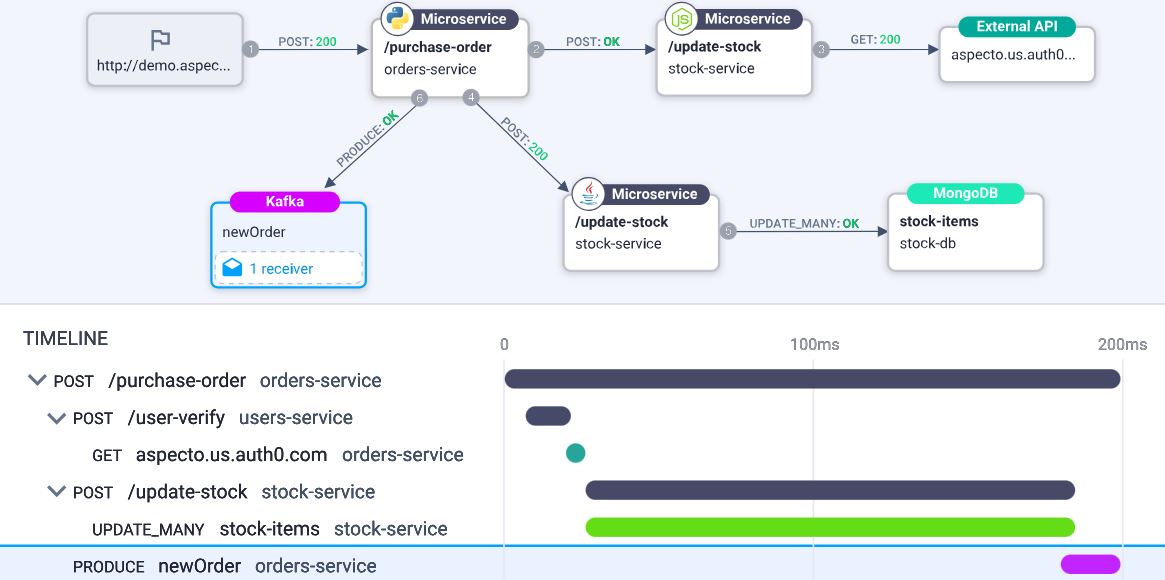 http://demo.aspec...
1 POST: 200
Microservice
/purchase-order
orders-service
2 POST: OK
JS Microservice
/update-stock
stock-service
3 GET: 200
External API
aspecto.us.auth0...
6 PRODUCE: OK
4 POST: 200
Kafka
newOrder
1 receiver
Microservice
/update-stock
stock-service
5 UPDATE_MANY: OK
MongoDB
stock-items
stock-db
TIMELINE 0 100ms 200ms
POST /purchase-order orders-service
POST /user-verify users-service
GET aspecto.us.auth0.com orders-service
POST /update-stock stock-service
UPDATE_MANY stock-items stock-service
PRODUCE newOrder orders-service